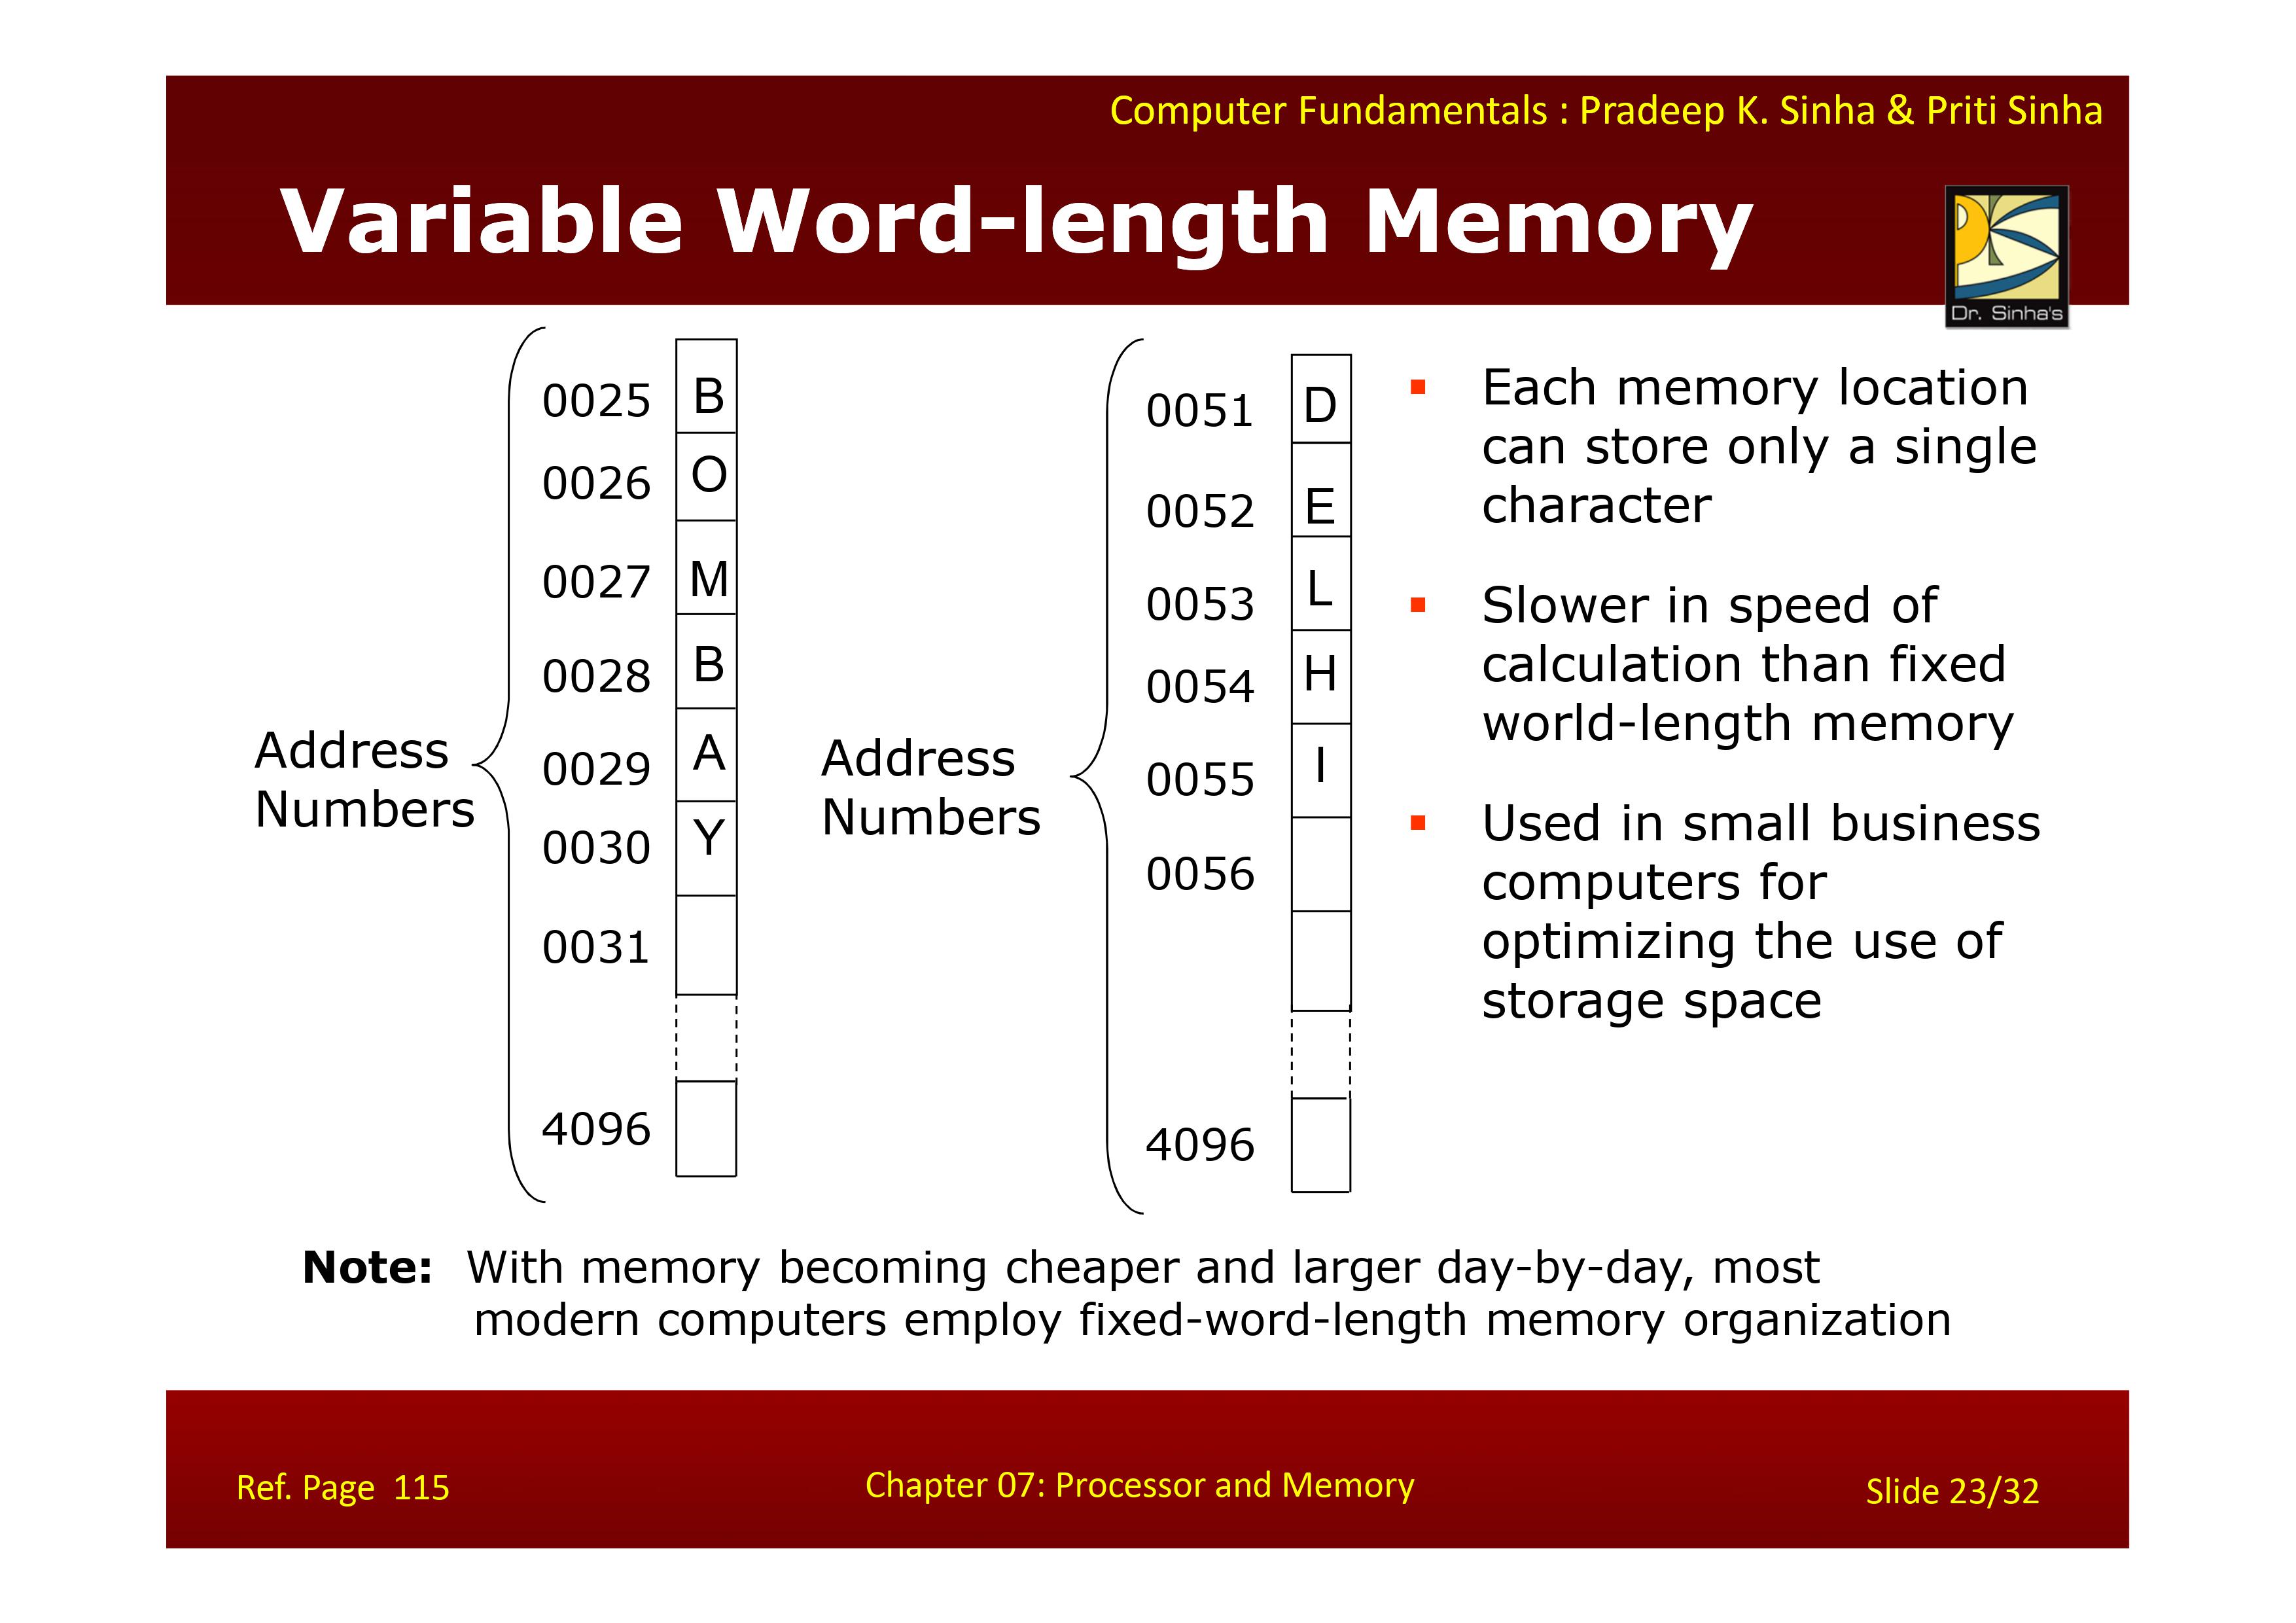 Computer Fundamentals : Pradeep K. Sinha & Priti Sinha
Variable Word-length Memory
Dr. Sinha's
Address
Numbers
0025 B
0026 O
0027 M
0028 B
0029 A
0030 Y
0031
4096
Address
Numbers
0051 D
0052 E
0053 L
0054 H
0055 I
0056
4096
▪ Each memory location
can store only a single
character
▪ Slower in speed of
calculation than fixed
world-length memory
▪ Used in small business
computers for
optimizing the use of
storage space
Note: With memory becoming cheaper and larger day-by-day, most
modern computers employ fixed-word-length memory organization
Ref. Page 115
Chapter 07: Processor and Memory
Slide 23/32